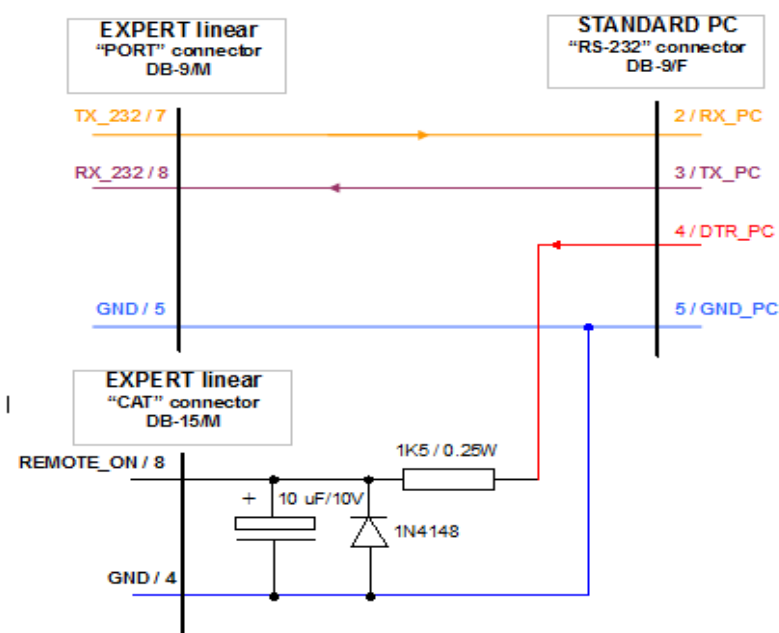 EXPERT linear
“PORT” connector
DB-9/M
STANDARD PC
“RS-232” connector
DB-9/F
TX_232 / 7
2 / RX_PC
RX_232 / 8
3 / TX_PC
4 / DTR_PC
GND / 5
5 / GND_PC
EXPERT linear
“CAT” connector
DB-15/M
1K5 / 0.25W
REMOTE_ON / 8
+ 10 uF/10V
1N4148
GND / 4